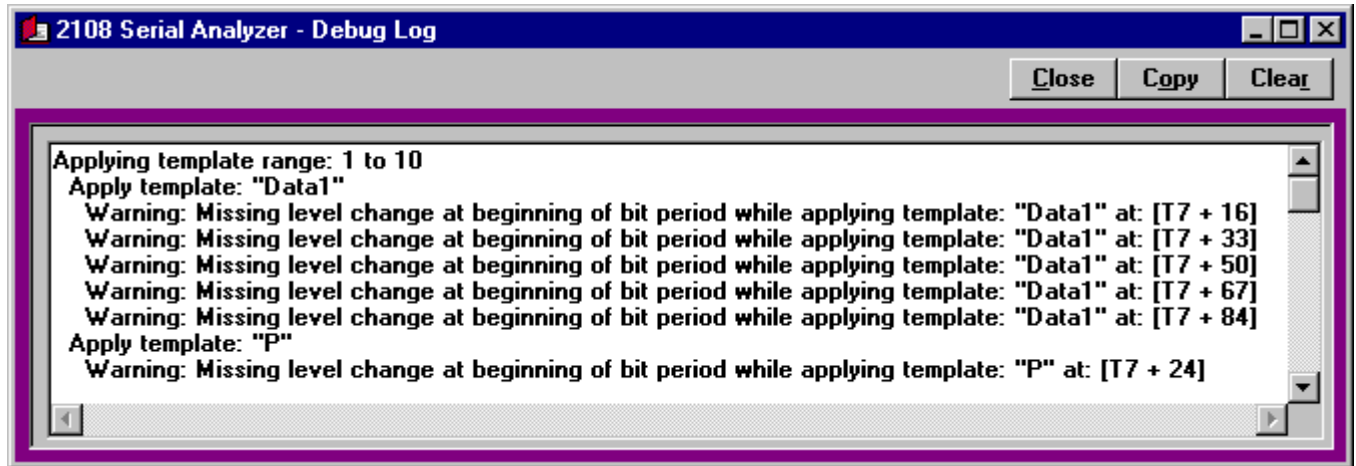 2108 Serial Analyzer - Debug Log
Close Copy Clear
Applying template range: 1 to 10
Apply template: "Data1"
Warning: Missing level change at beginning of bit period while applying template: "Data1" at: [T7 + 16]
Warning: Missing level change at beginning of bit period while applying template: "Data1" at: [T7 + 33]
Warning: Missing level change at beginning of bit period while applying template: "Data1" at: [T7 + 50]
Warning: Missing level change at beginning of bit period while applying template: "Data1" at: [T7 + 67]
Warning: Missing level change at beginning of bit period while applying template: "Data1" at: [T7 + 84]
Apply template: "P"
Warning: Missing level change at beginning of bit period while applying template: "P" at: [T7 + 24]